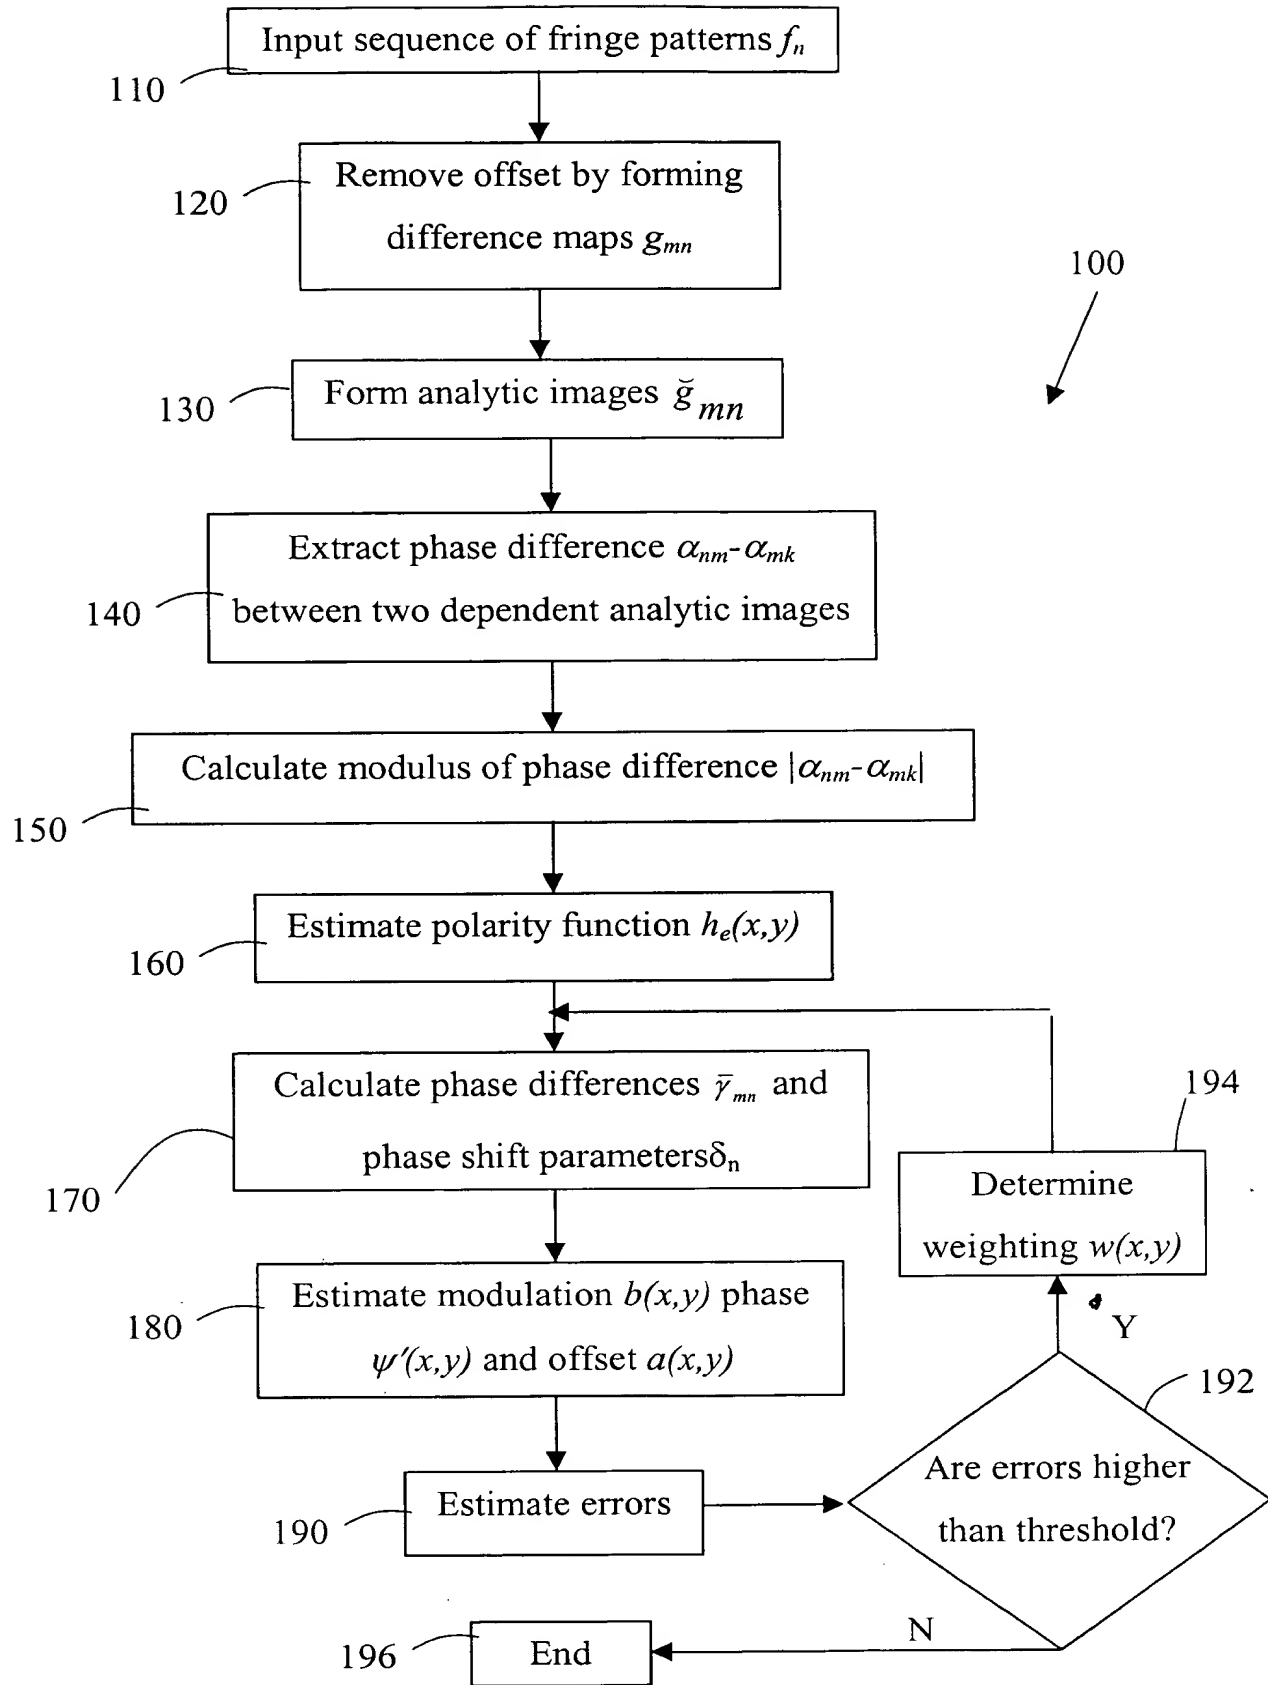 Input sequence of fringe patterns fₙ
110
Remove offset by forming
120
difference maps gₘₙ
100
Form analytic images ğₘₙ
130
Extract phase difference αₙₘ-αₘₖ
140
between two dependent analytic images
Calculate modulus of phase difference |αₙₘ-αₘₖ|
150
Estimate polarity function hₑ(x,y)
160
Calculate phase differences γ̄ₘₙ and
phase shift parametersδₙ
170
194
Determine
weighting w(x,y)
Estimate modulation b(x,y) phase
180
ψ'(x,y) and offset a(x,y)
Y
192
Are errors higher
than threshold?
Estimate errors
190
N
End
196